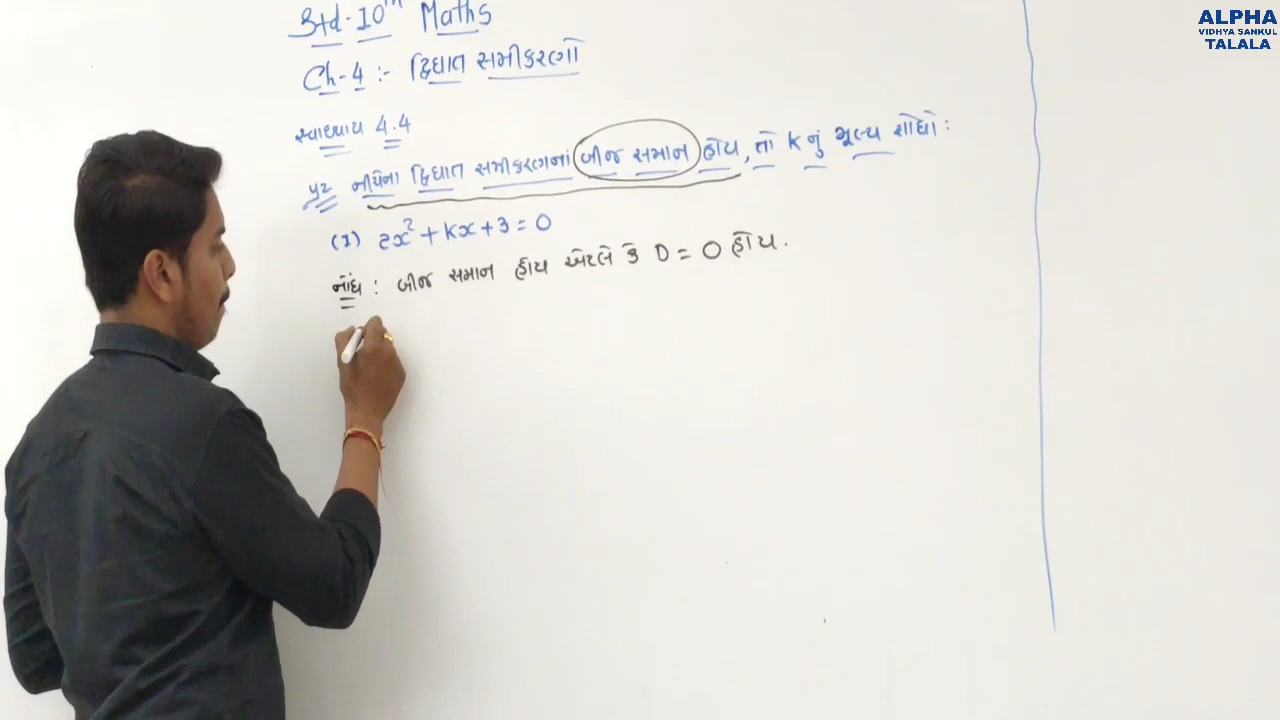 Std-10th Maths
Ch-4 :- દ્વિઘાત સમીકરણો
સ્વાધ્યાય 4.4
પ્ર2 નીચેના દ્વિઘાત સમીકરણનાં બીજ સમાન હોય, તો K નું મૂલ્ય શોધો :
(1) 2x² + Kx + 3 = 0
નોંધ : બીજ સમાન હોય એટલે કે D = 0 હોય.
ALPHA
VIDHYA SANKUL
TALALA